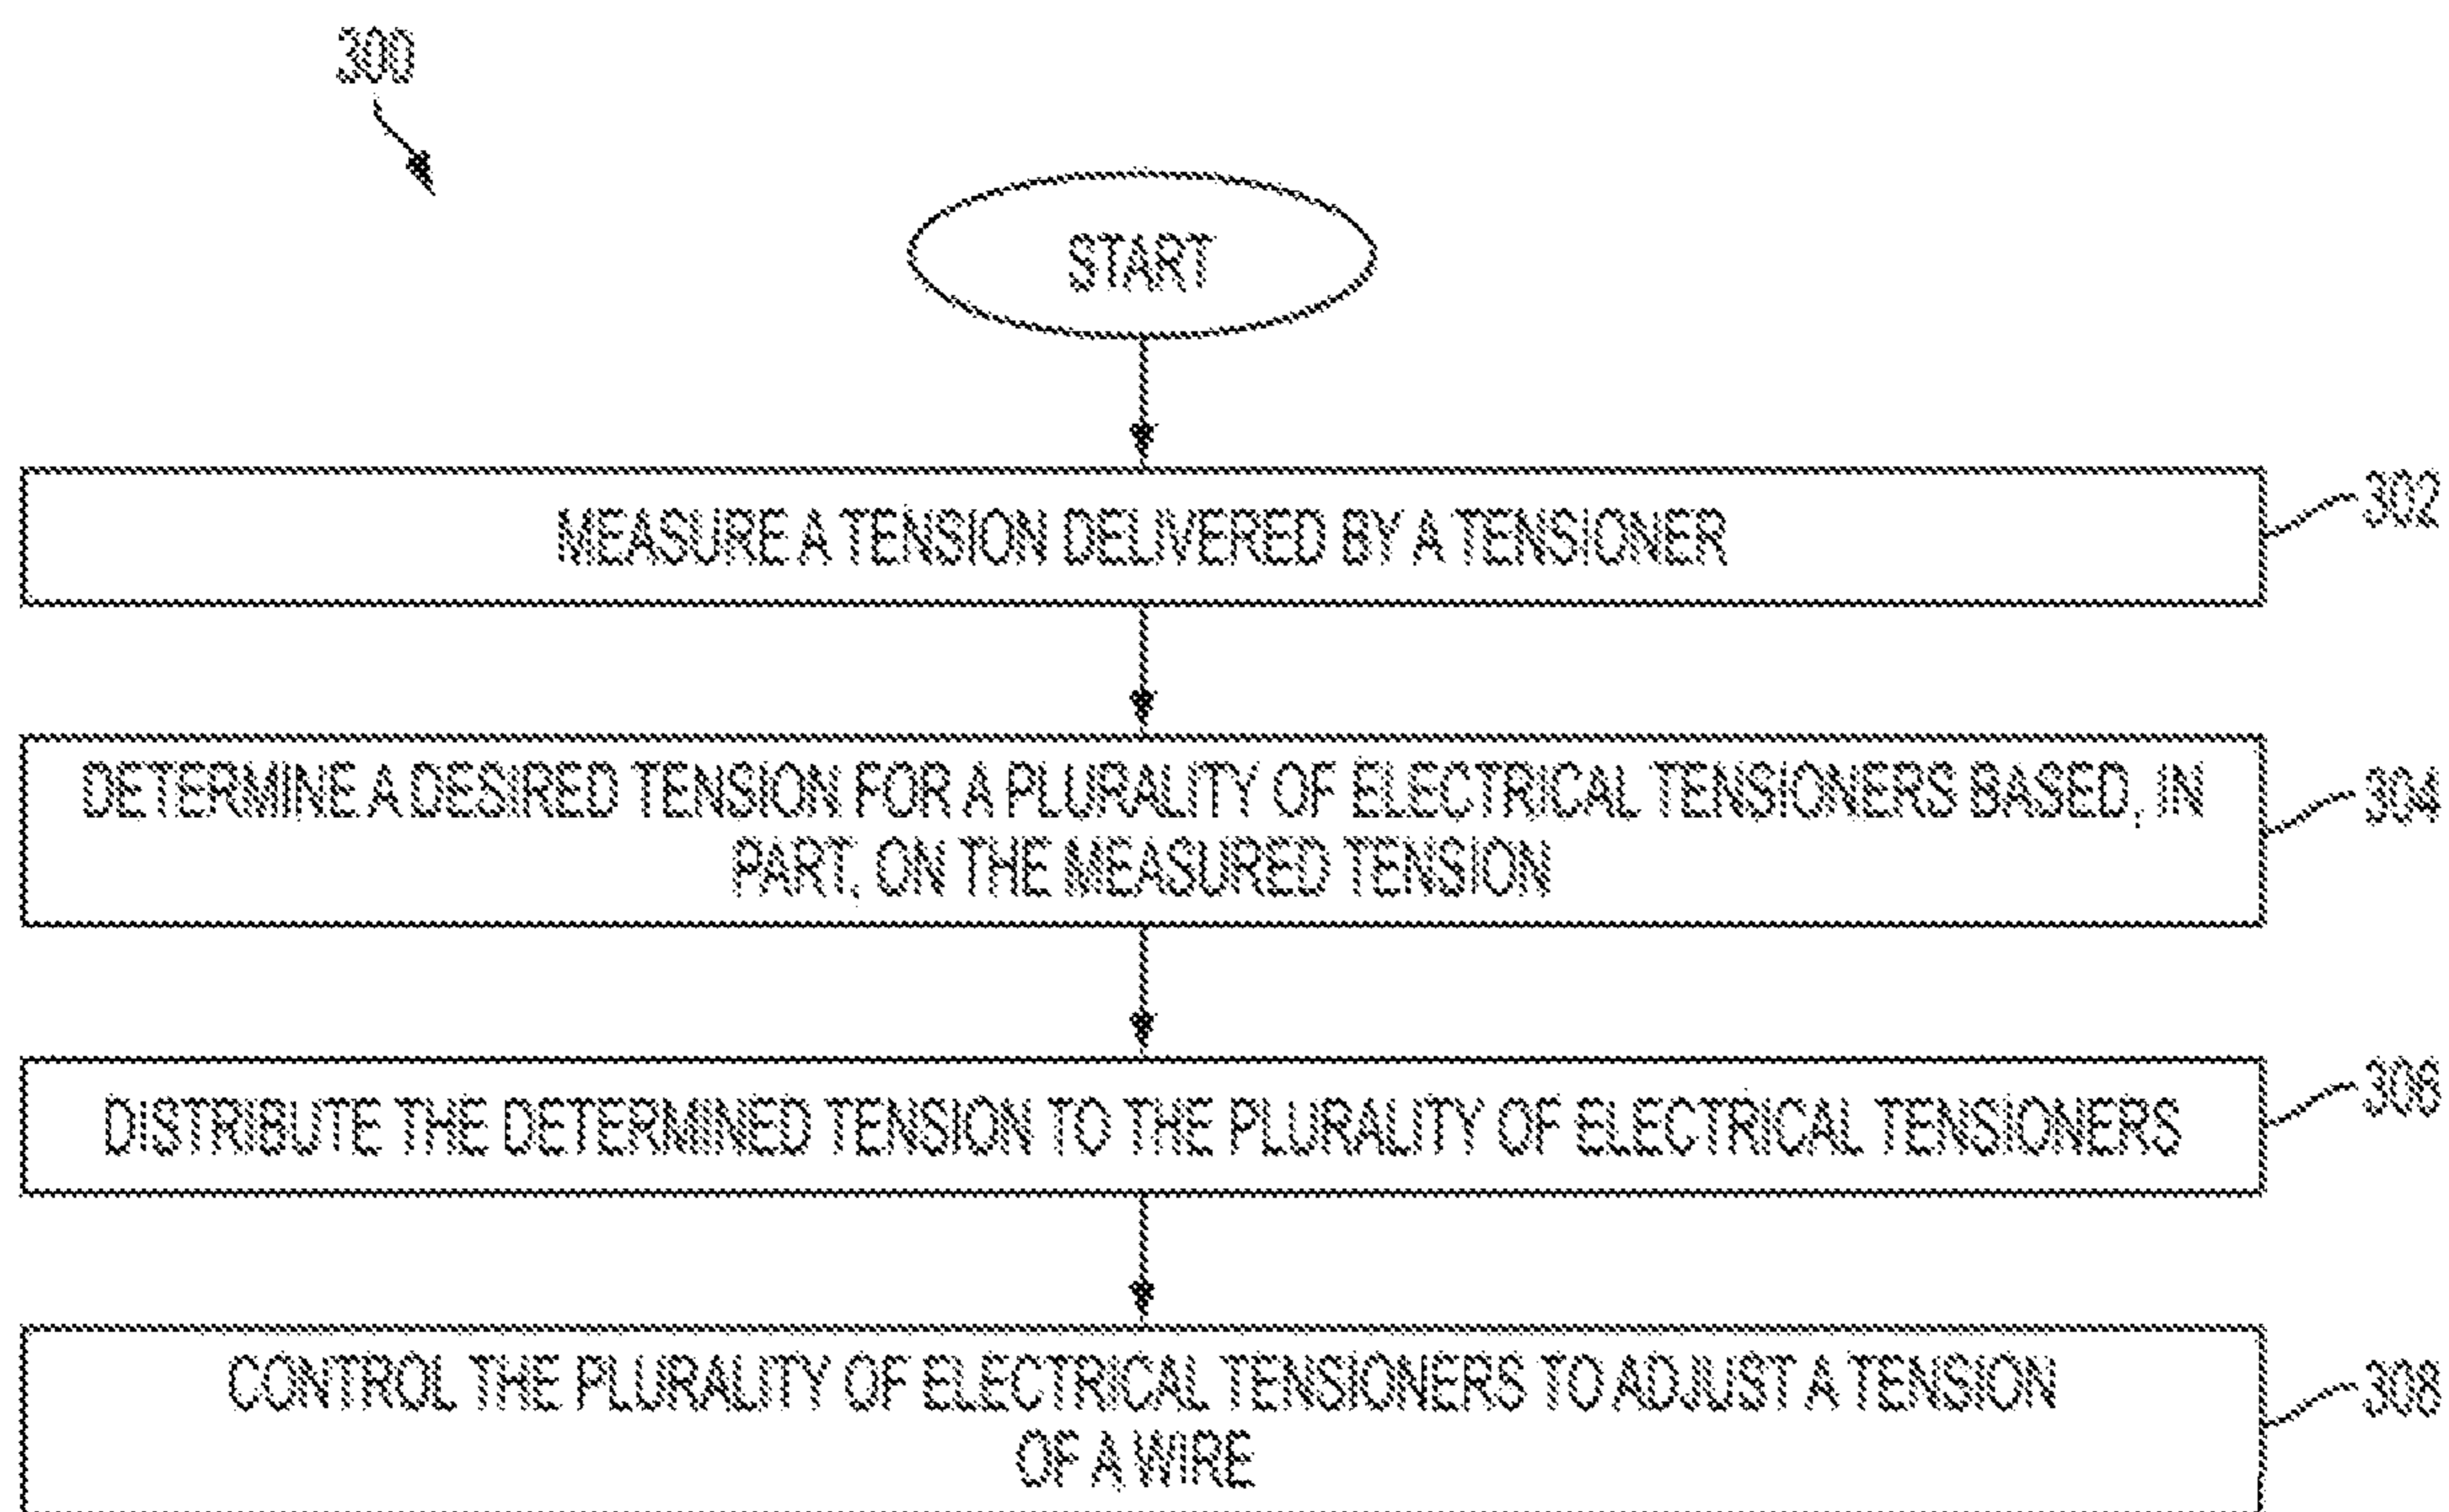 300
START
MEASURE A TENSION DELIVERED BY A TENSIONER
302
DETERMINE A DESIRED TENSION FOR A PLURALITY OF ELECTRICAL TENSIONERS BASED, IN
PART, ON THE MEASURED TENSION
304
DISTRIBUTE THE DETERMINED TENSION TO THE PLURALITY OF ELECTRICAL TENSIONERS
306
CONTROL THE PLURALITY OF ELECTRICAL TENSIONERS TO ADJUST A TENSION
OF A WIRE
308